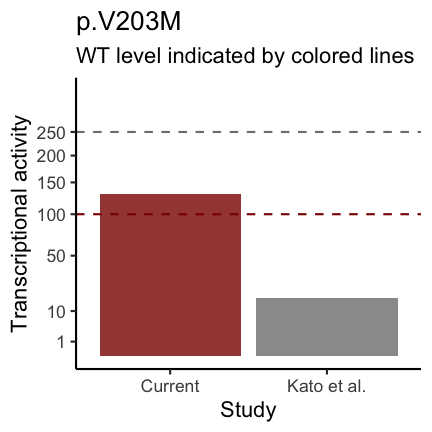 p.V203M
WT level indicated by colored lines
Transcriptional activity
250
200
150
100
50
10
1
Current
Kato et al.
Study